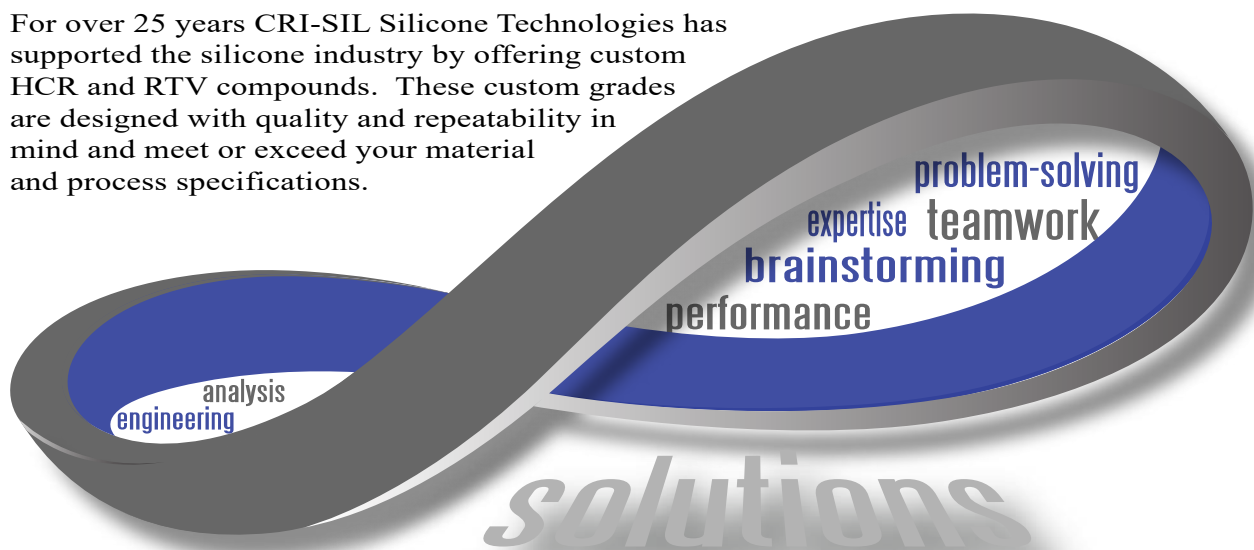 For over 25 years CRI-SIL Silicone Technologies has
supported the silicone industry by offering custom
HCR and RTV compounds.  These custom grades
are designed with quality and repeatability in
mind and meet or exceed your material
and process specifications.
problem-solving
expertise teamwork
brainstorming
performance
analysis
engineering
solutions